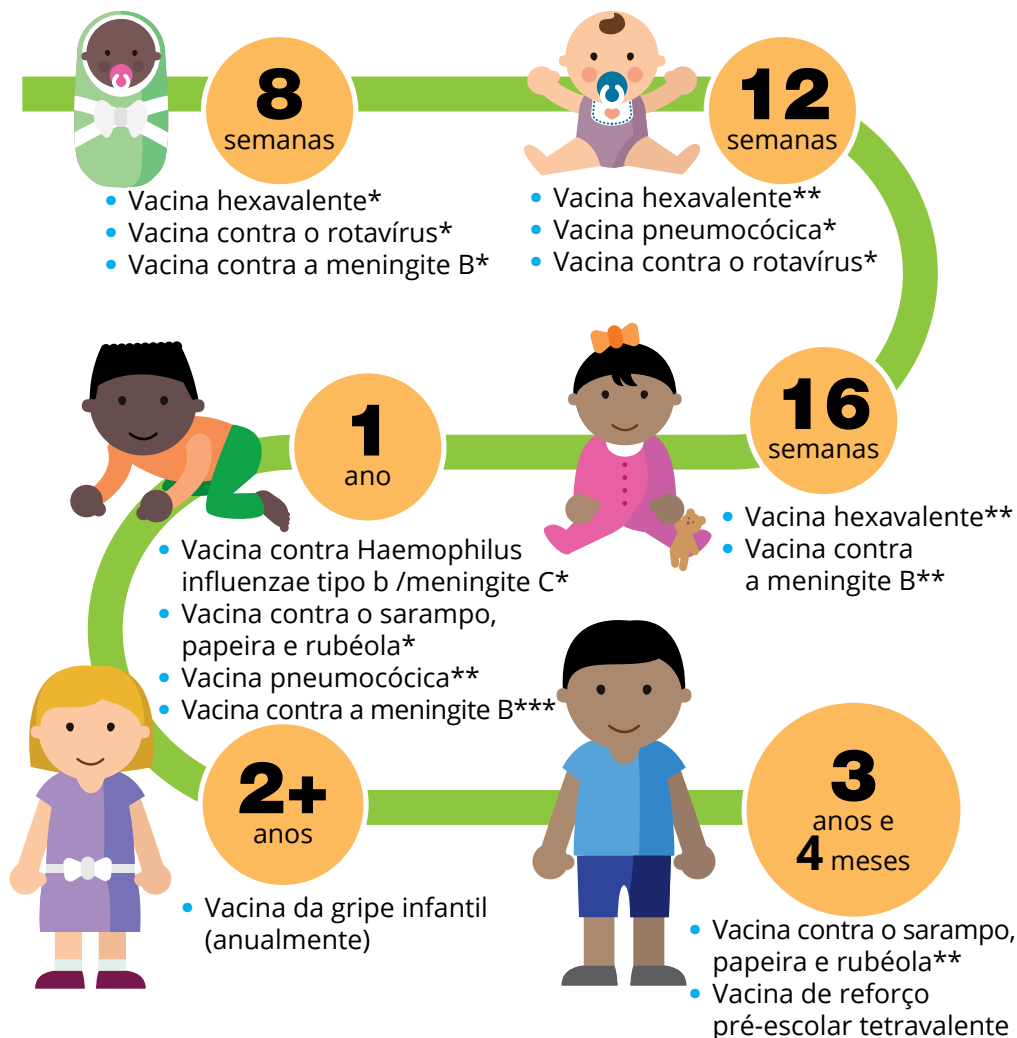 8
semanas
• Vacina hexavalente*
• Vacina contra o rotavírus*
• Vacina contra a meningite B*
12
semanas
• Vacina hexavalente**
• Vacina pneumocócica*
• Vacina contra o rotavírus*
16
semanas
• Vacina hexavalente**
• Vacina contra
a meningite B**
1
ano
• Vacina contra Haemophilus
influenzae tipo b /meningite C*
• Vacina contra o sarampo,
papeira e rubéola*
• Vacina pneumocócica**
• Vacina contra a meningite B***
2+
anos
• Vacina da gripe infantil
(anualmente)
3
anos e
4 meses
• Vacina contra o sarampo,
papeira e rubéola**
• Vacina de reforço
pré-escolar tetravalente